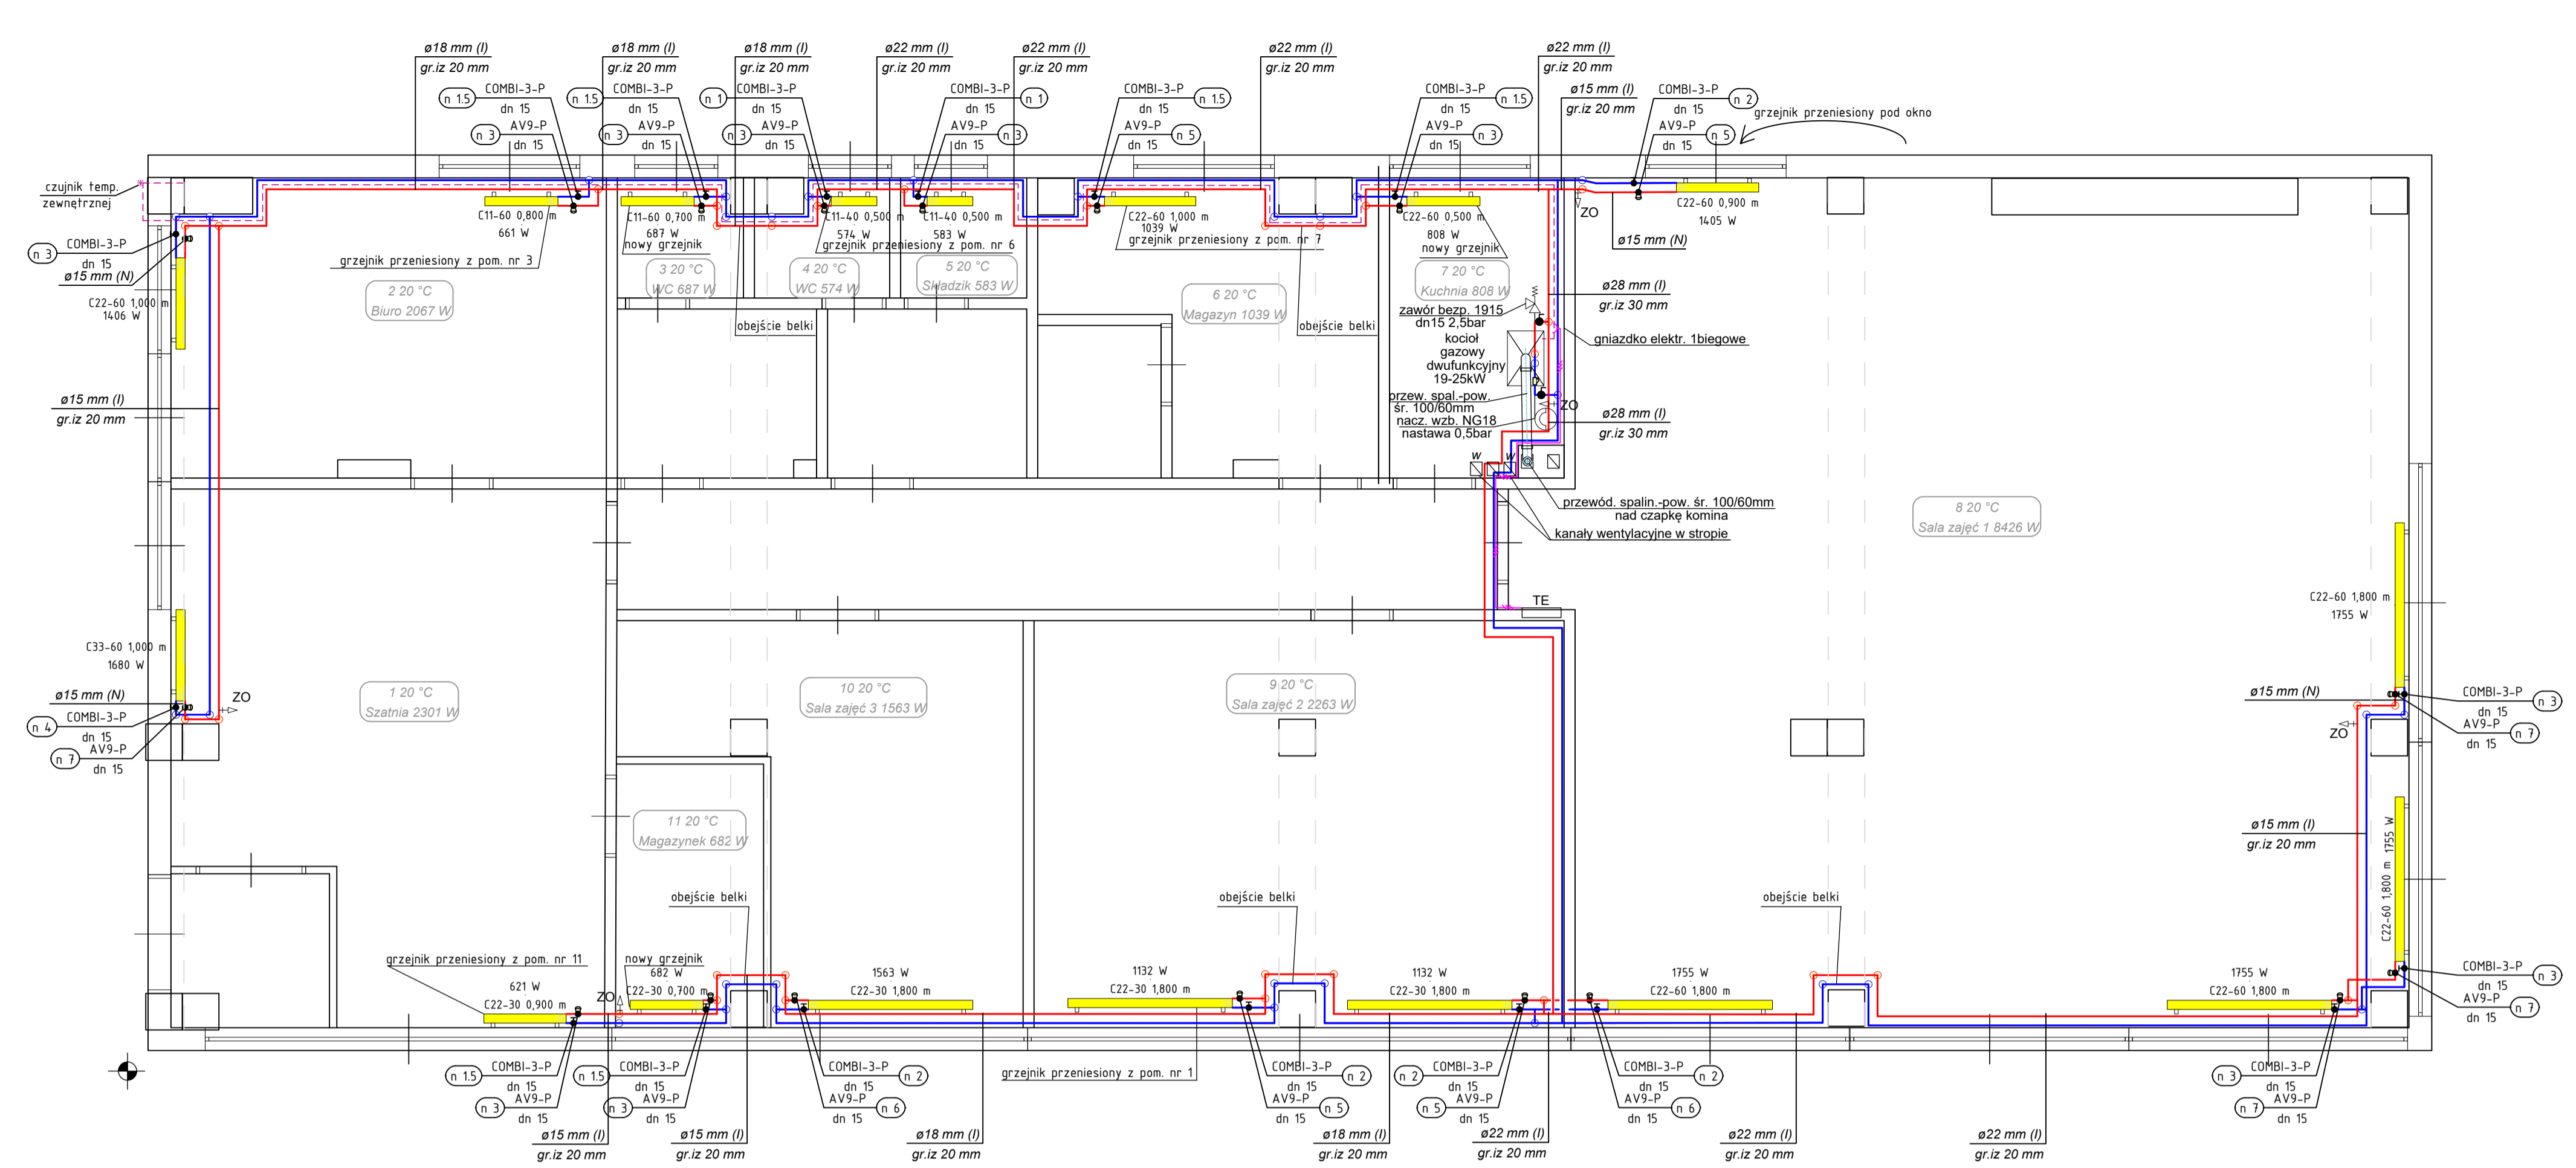 ø18 mm (I)
gr.iz 20 mm
ø18 mm (I)
gr.iz 20 mm
ø18 mm (I)
gr.iz 20 mm
ø22 mm (I)
gr.iz 20 mm
ø22 mm (I)
gr.iz 20 mm
ø22 mm (I)
gr.iz 20 mm
ø22 mm (I)
gr.iz 20 mm
ø15 mm (I)
gr.iz 20 mm
n 1.5
COMBI-3-P
dn 15
n 3
AV9-P
dn 15
n 1.5
COMBI-3-P
dn 15
n 3
AV9-P
dn 15
n 1
COMBI-3-P
dn 15
n 3
AV9-P
dn 15
COMBI-3-P
n 1
dn 15
AV9-P
n 3
dn 15
COMBI-3-P
n 1.5
dn 15
AV9-P
n 5
dn 15
COMBI-3-P
n 1.5
dn 15
AV9-P
n 3
dn 15
COMBI-3-P
n 2
dn 15
AV9-P
n 5
dn 15
grzejnik przeniesiony pod okno
czujnik temp.
zewnętrznej
C11-60 0,800 m
661 W
grzejnik przeniesiony z pom. nr 3
C11-60 0,700 m
687 W
nowy grzejnik
C11-40 0,500 m
574 W
C11-40 0,500 m
583 W
grzejnik przeniesiony z pom. nr 6
C22-60 1,000 m
1039 W
grzejnik przeniesiony z pom. nr 7
C22-60 0,500 m
808 W
nowy grzejnik
ZO
C22-60 0,900 m
1405 W
ø15 mm (N)
COMBI-3-P
n 3
dn 15
ø15 mm (N)
C22-60 1,000 m
1406 W
2 20 °C
Biuro 2067 W
3 20 °C
WC 687 W
4 20 °C
WC 574 W
5 20 °C
Składzik 583 W
6 20 °C
Magazyn 1039 W
7 20 °C
Kuchnia 808 W
obejście belki
obejście belki
zawór bezp. 1915
dn15 2,5bar
kocioł
gazowy
dwufunkcyjny
19-25kW
przew. spal.-pow.
śr. 100/60mm
nacz. wzb. NG18
nastawa 0,5bar
ZO
ø28 mm (I)
gr.iz 30 mm
gniazdko elektr. 1biegowe
ø28 mm (I)
gr.iz 30 mm
w
w
przewód. spalin.-pow. śr. 100/60mm
nad czapkę komina
kanały wentylacyjne w stropie
TE
ø15 mm (I)
gr.iz 20 mm
8 20 °C
Sala zajęć 1 8426 W
C22-60 1,800 m
1755 W
C33-60 1,000 m
1680 W
ø15 mm (N)
n 4
COMBI-3-P
dn 15
n 7
AV9-P
dn 15
ZO
1 20 °C
Szatnia 2301 W
10 20 °C
Sala zajęć 3 1563 W
9 20 °C
Sala zajęć 2 2263 W
ø15 mm (N)
COMBI-3-P
n 3
dn 15
AV9-P
n 7
dn 15
ZO
11 20 °C
Magazynek 682 W
ø15 mm (I)
gr.iz 20 mm
C22-60 1,800 m 1755 W
obejście belki
obejście belki
obejście belki
grzejnik przeniesiony z pom. nr 11
621 W
C22-30 0,900 m
ZO
nowy grzejnik
682 W
C22-30 0,700 m
1563 W
C22-30 1,800 m
1132 W
C22-30 1,800 m
1132 W
C22-30 1,800 m
1755 W
C22-60 1,800 m
1755 W
C22-60 1,800 m
COMBI-3-P
n 3
dn 15
AV9-P
n 7
dn 15
n 1.5
COMBI-3-P
dn 15
n 3
AV9-P
dn 15
n 1.5
COMBI-3-P
dn 15
n 3
AV9-P
dn 15
COMBI-3-P
n 2
dn 15
AV9-P
n 6
dn 15
grzejnik przeniesiony z pom. nr 1
COMBI-3-P
n 2
dn 15
AV9-P
n 5
dn 15
n 2
COMBI-3-P
dn 15
n 5
AV9-P
dn 15
COMBI-3-P
n 2
dn 15
AV9-P
n 6
dn 15
n 3
COMBI-3-P
dn 15
n 7
AV9-P
dn 15
ø15 mm (I)
gr.iz 20 mm
ø15 mm (I)
gr.iz 20 mm
ø18 mm (I)
gr.iz 20 mm
ø18 mm (I)
gr.iz 20 mm
ø22 mm (I)
gr.iz 20 mm
ø22 mm (I)
gr.iz 20 mm
ø22 mm (I)
gr.iz 20 mm